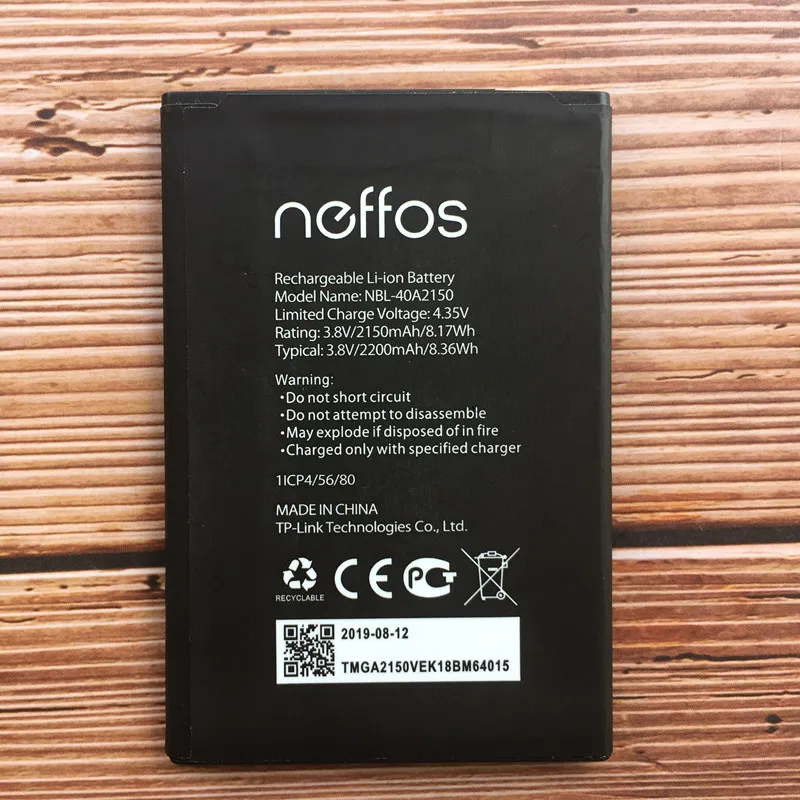 neffos
Rechargeable Li-ion Battery
Model Name: NBL-40A2150
Limited Charge Voltage: 4.35V
Rating: 3.8V/2150mAh/8.17Wh
Typical: 3.8V/2200mAh/8.36Wh
Warning:
•Do not short circuit
•Do not attempt to disassemble
•May explode if disposed of in fire
•Charged only with specified charger
1ICP4/56/80
MADE IN CHINA
TP-Link Technologies Co., Ltd.
RECYCLABLE
CE
РСТ
2019-08-12
TMGA2150VEK18BM64015